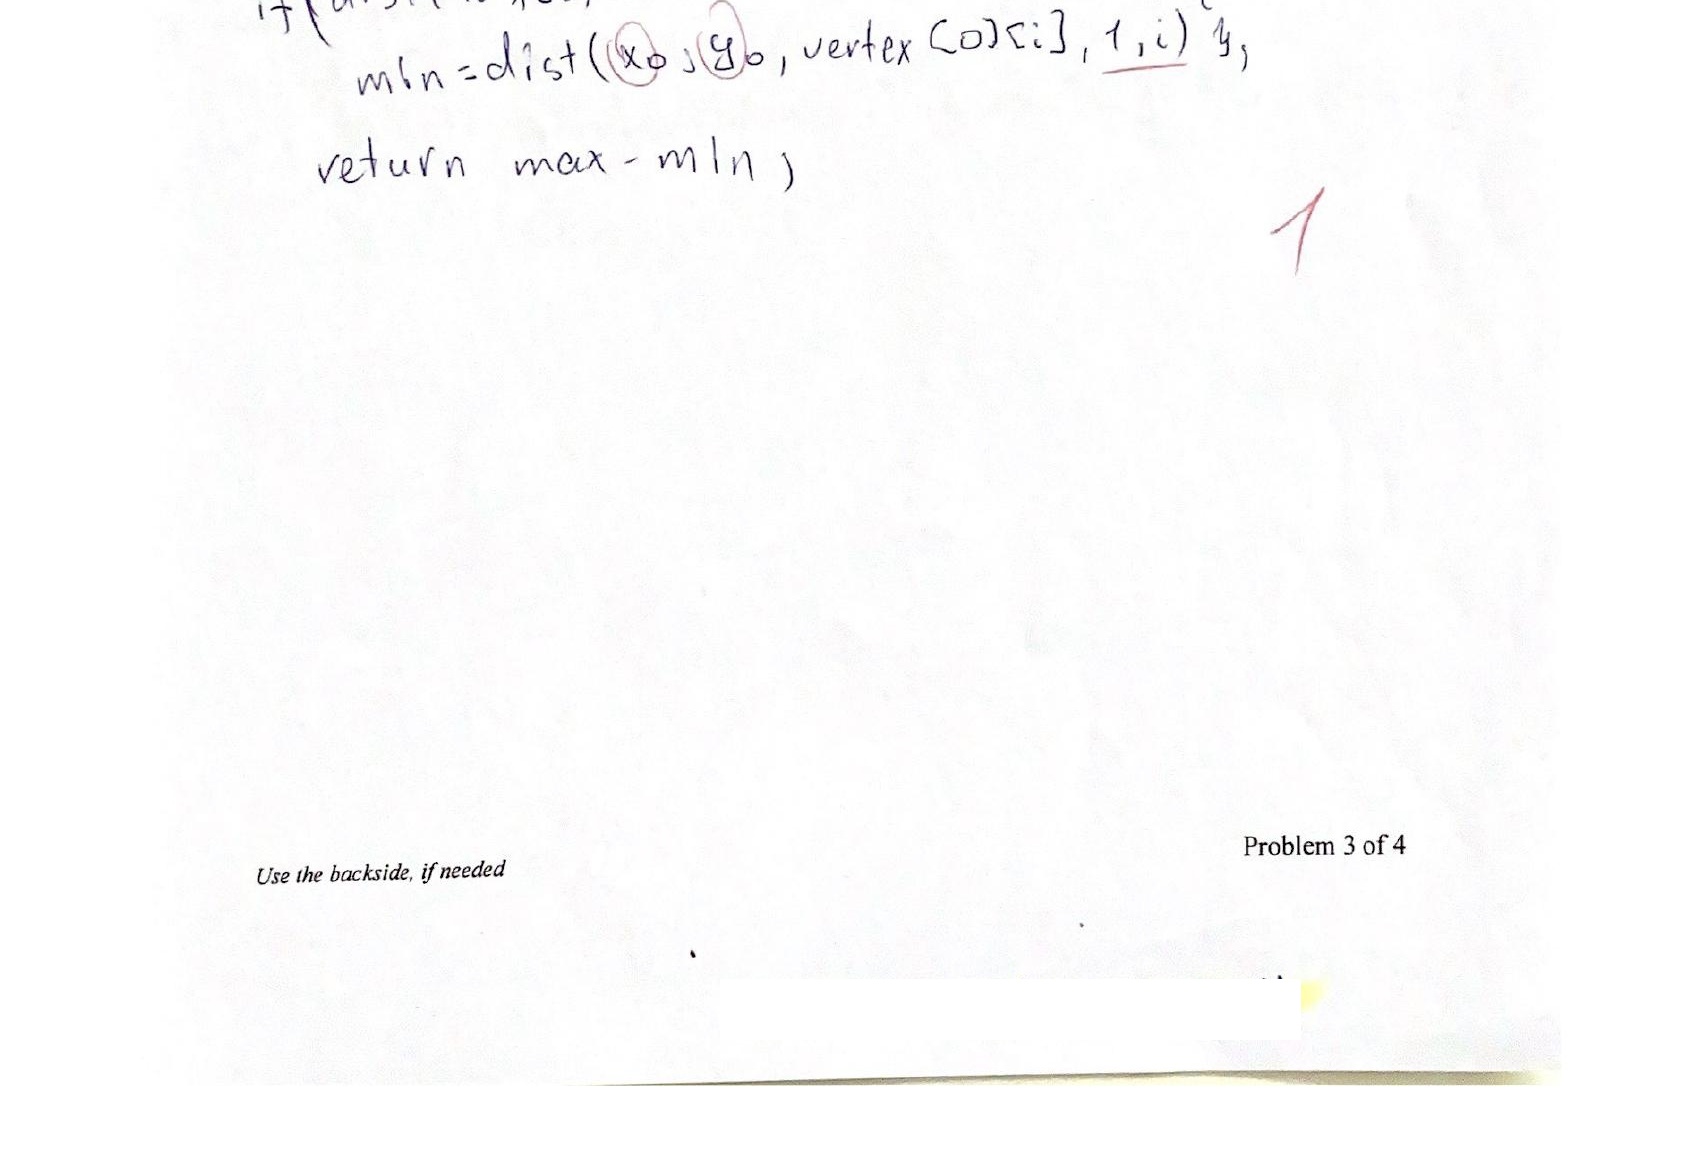 if(
min=dist((x0,y0,vertex[0][i],1,i)};
return max-min;
1
Problem 3 of 4
Use the backside, if needed